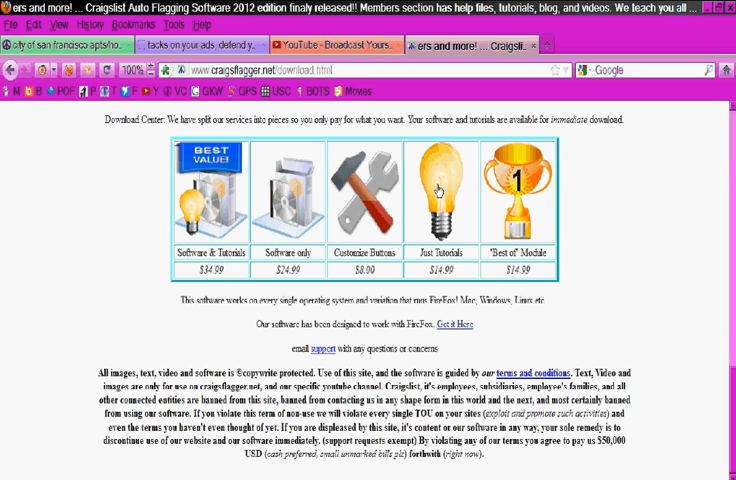 ers and more! ... Craigslist Auto Flagging Software 2012 edition finaly released!! Members section has help files, tutorials, blog, and videos. We teach you all ...
File Edit View History Bookmarks Tools Help
city of san francisco apts/ho... tacks on your ads, defend y... YouTube - Broadcast Yours... ers and more! ... Craigsli...
100% www.craigsflagger.net/download.html Google
M B POF P T F Y VC GKW GPS USC BOTS Movies
Download Center: We have split our services into pieces so you only pay for what you want. Your software and tutorials are available for immediate download.
BEST
VALUE!
1
Software & Tutorials Software only Customize Buttons Just Tutorials "Best of" Module
$34.99 $24.99 $8.00 $14.99 $14.99
This software works on every single operating system and variation that runs FireFox! Mac, Windows, Linux etc.
Our software has been designed to work with FireFox. Get it Here
email support with any questions or concerns
All images, text, video and software is ©copywrite protected. Use of this site, and the software is guided by our terms and conditions. Text, Video and
images are only for use on craigsflagger.net, and our specific youtube channel. Craigslist, it's employees, subsidiaries, employee's families, and all
other connected entities are banned from this site, banned from contacting us in any shape form in this world and the next, and most certainly banned
from using our software. If you violate this term of non-use we will violate every single TOU on your sites (exploit and promote such activities) and
even the terms you haven't even thought of yet. If you are displeased by this site, it's content or our software in any way, your sole remedy is to
discontinue use of our website and our software immediately. (support requests exempt) By violating any of our terms you agree to pay us $50,000
USD (cash preferred, small unmarked bills plz) forthwith (right now).